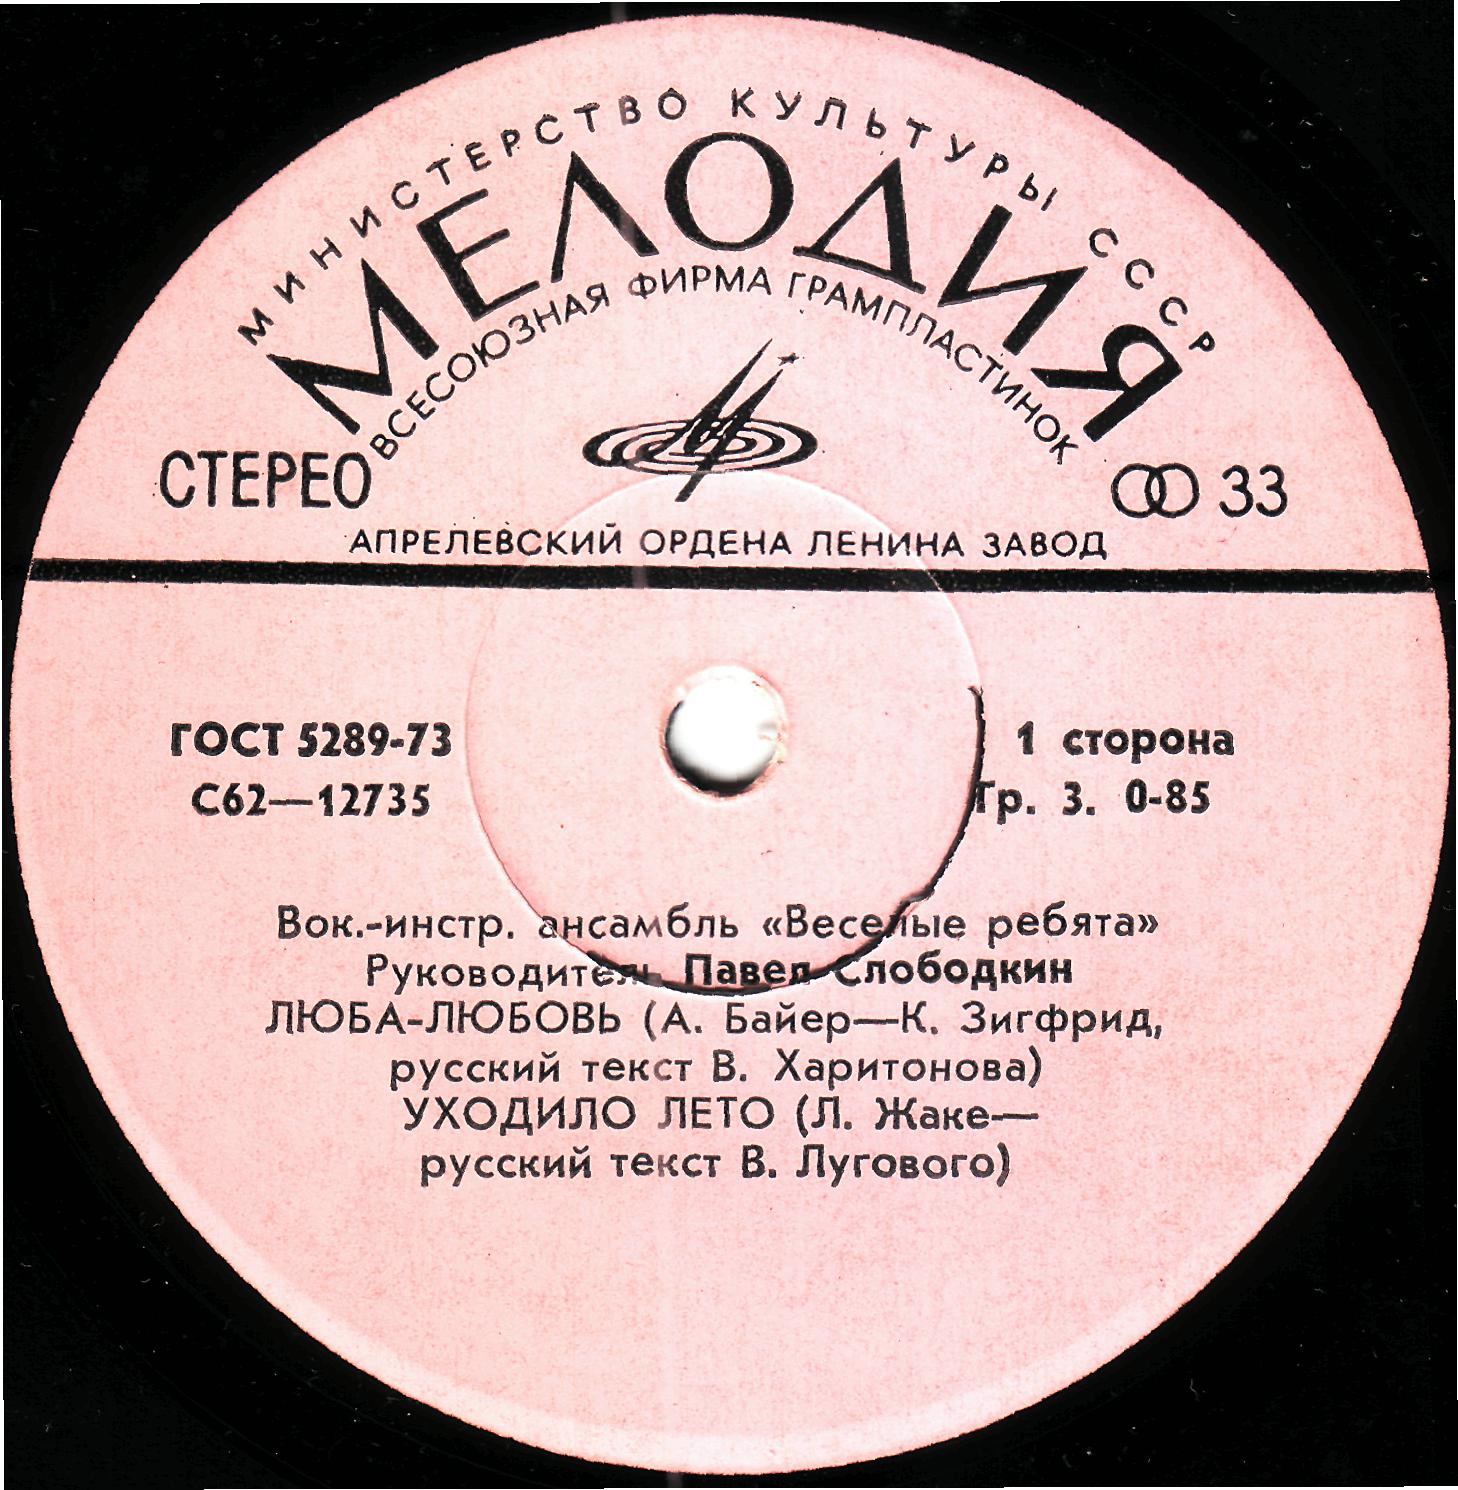 МИНИСТЕРСТВО КУЛЬТУРЫ СССР
МЕЛОДИЯ
ВСЕСОЮЗНАЯ ФИРМА ГРАМПЛАСТИНОК
СТЕРЕО
33
АПРЕЛЕВСКИЙ ОРДЕНА ЛЕНИНА ЗАВОД
ГОСТ 5289-73
1 сторона
С62—12735
Гр. 3. 0-85
Вок.-инстр. ансамбль «Веселые ребята»
Руководитель Павел Слободкин
ЛЮБА-ЛЮБОВЬ (А. Байер—К. Зигфрид,
русский текст В. Харитонова)
УХОДИЛО ЛЕТО (Л. Жаке—
русский текст В. Лугового)